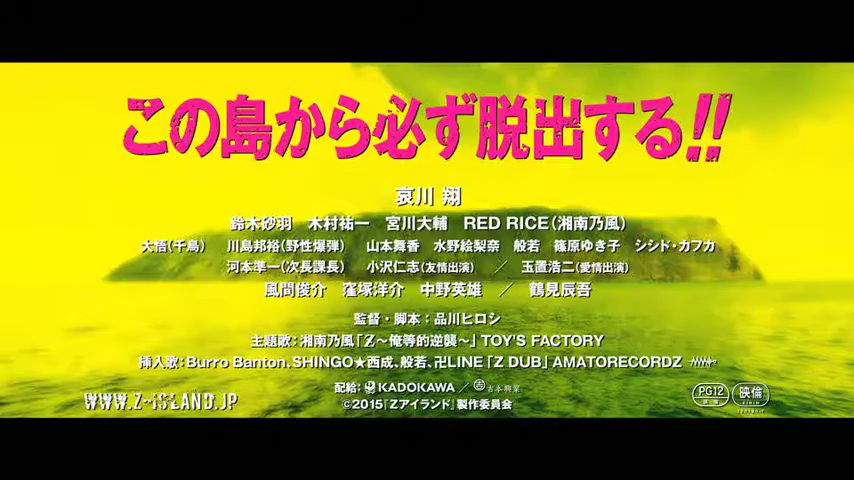 この島から必ず脱出する!!
哀川 翔
鈴木砂羽 木村祐一 宮川大輔 RED RICE(湘南乃風)
大悟(千鳥) 川島邦裕(野性爆弾) 山本舞香 水野絵梨奈 般若 篠原ゆき子 シシド・カフカ
河本準一(次長課長) 小沢仁志(友情出演) / 玉置浩二(愛情出演)
風間俊介 窪塚洋介 中野英雄 / 鶴見辰吾
監督・脚本:品川ヒロシ
主題歌:湘南乃風「Z~俺等的逆襲~」TOY'S FACTORY
挿入歌:Burro Banton、SHINGO★西成、般若、卍LINE「Z DUB」AMATORECORDZ
配給:KADOKAWA / 吉本興業
©2015『Zアイランド』製作委員会
WWW.Z-ISLAND.JP
PG12 映倫
映倫